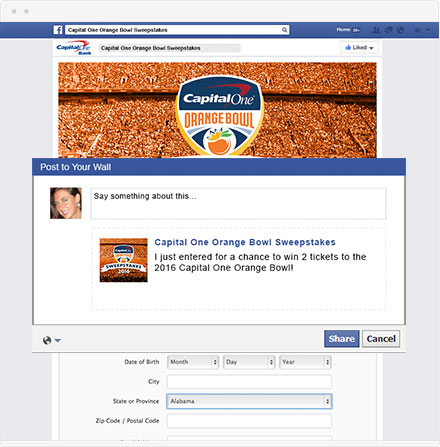 Capital One Orange Bowl Sweepstakes
Home 20+
Capital One Bank
Capital One Orange Bowl Sweepstakes
Liked
Capital One
ORANGE BOWL
Post to Your Wall
Say something about this...
Capital One Orange Bowl Sweepstakes
I just entered for a chance to win 2 tickets to the
2016 Capital One Orange Bowl!
SWEEPSTAKES
2016
Share Cancel
Date of Birth Month Day Year
City
State or Province Alabama
Zip Code / Postal Code